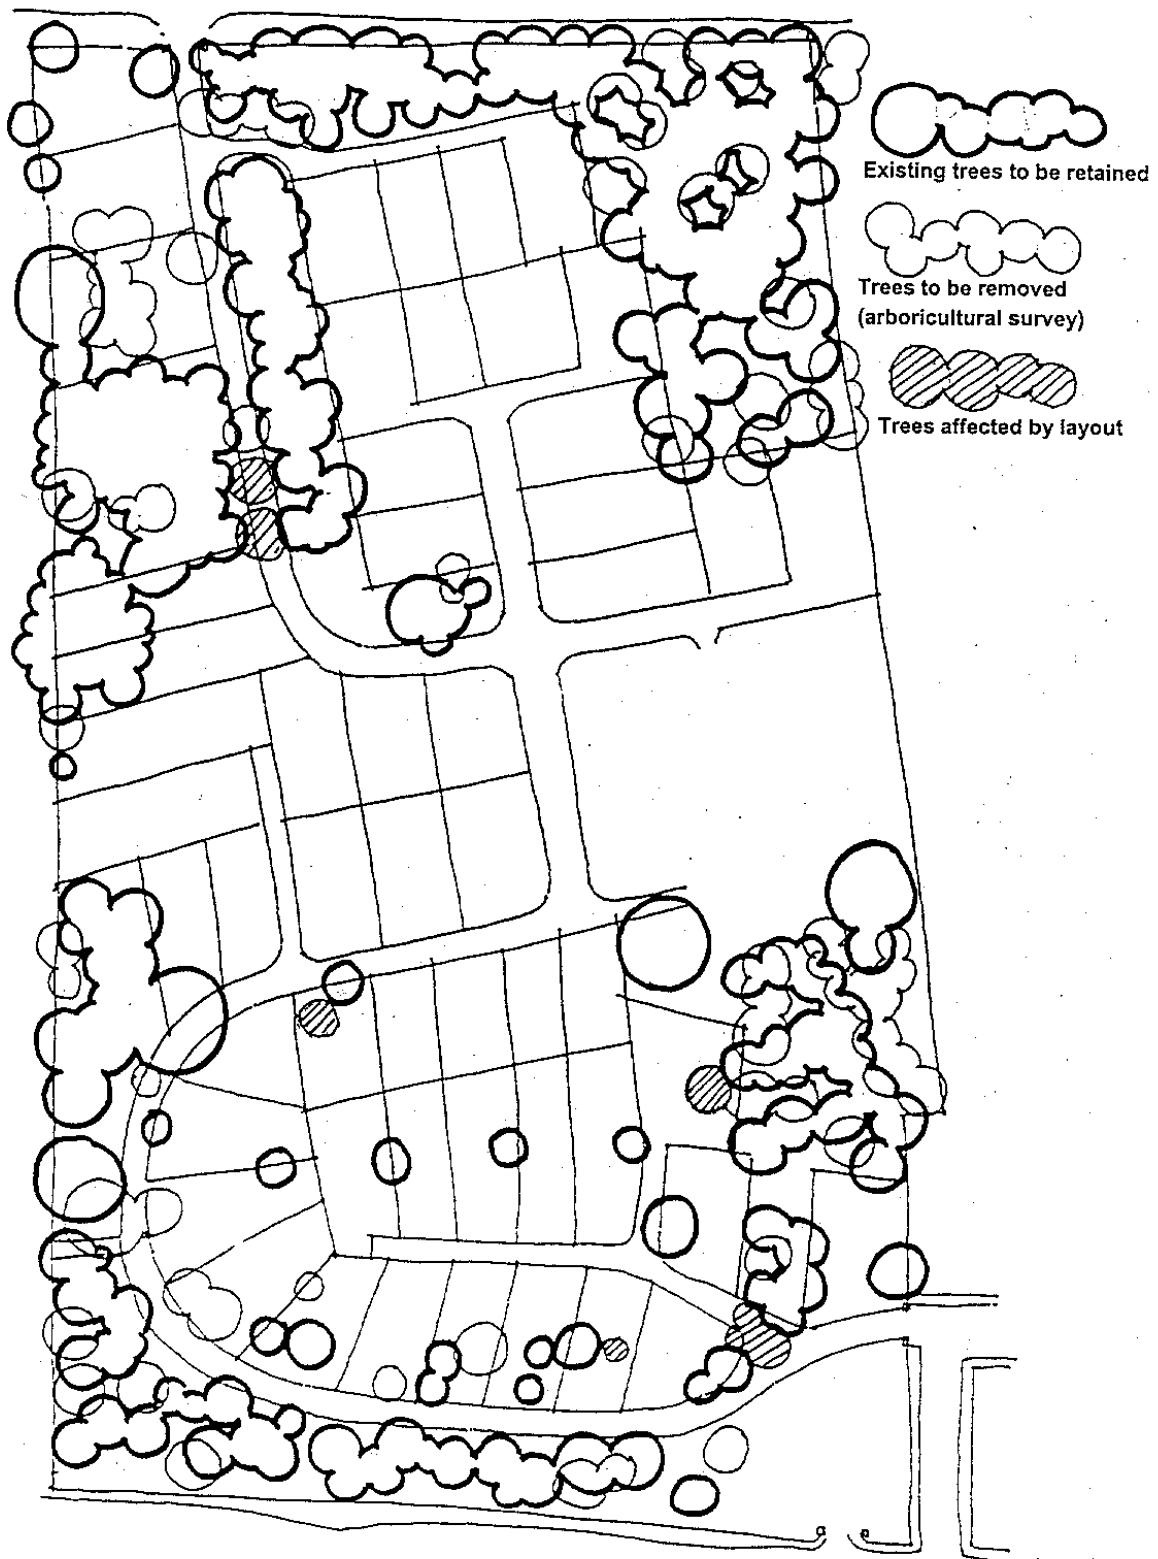 Existing trees to be retained
Trees to be removed
(arboricultural survey)
Trees affected by layout